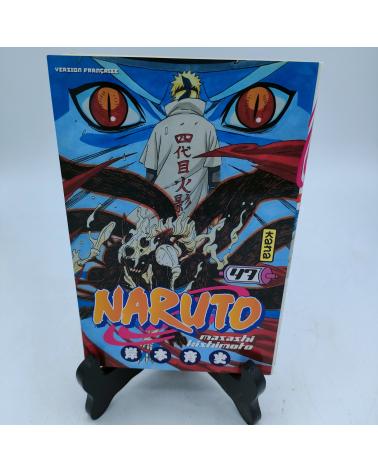 VERSION FRANÇAISE
四代目火影
kana
47
NARUTO
masashi
kishimoto
岸本斉史